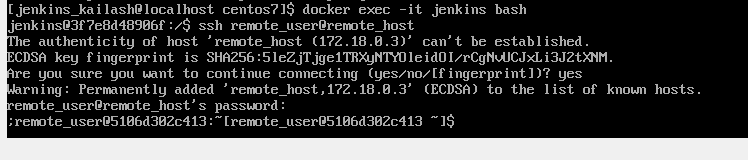 [jenkins_kailash@localhost centos7]$ docker exec -it jenkins bash
jenkins@3f7e8d48906f:/$ ssh remote_user@remote_host
The authenticity of host 'remote_host (172.18.0.3)' can't be established.
ECDSA key fingerprint is SHA256:5leZjTjge1TRXyNTYOleidOI/rCgNvUCJxLi3J2tXNM.
Are you sure you want to continue connecting (yes/no/[fingerprint])? yes
Warning: Permanently added 'remote_host,172.18.0.3' (ECDSA) to the list of known hosts.
remote_user@remote_host's password:
;remote_user@5106d302c413:~[remote_user@5106d302c413 ~]$